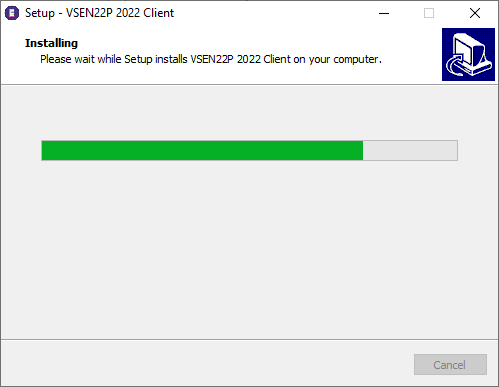 Setup - VSEN22P 2022 Client
Installing
Please wait while Setup installs VSEN22P 2022 Client on your computer.
Cancel